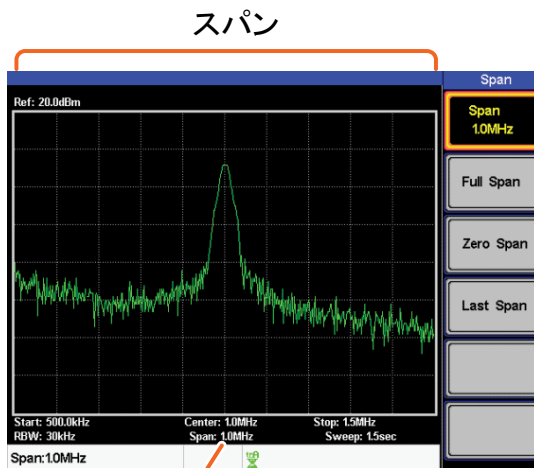 スパン
Span
Ref: 20.0dBm
Span
1.0MHz
Full Span
Zero Span
Last Span
Start: 500.0kHz Center: 1.0MHz Stop: 1.5MHz
RBW: 30kHz Span: 1.0MHz Sweep: 1.5sec
Span:1.0MHz